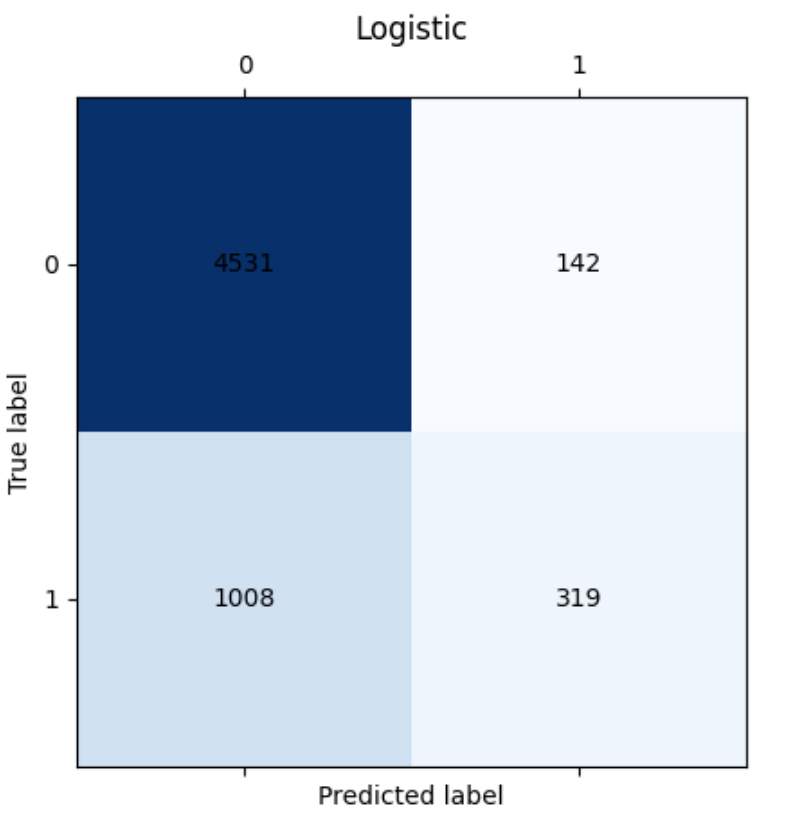 Logistic
0 1
0 4531 142
True label
1 1008 319
Predicted label